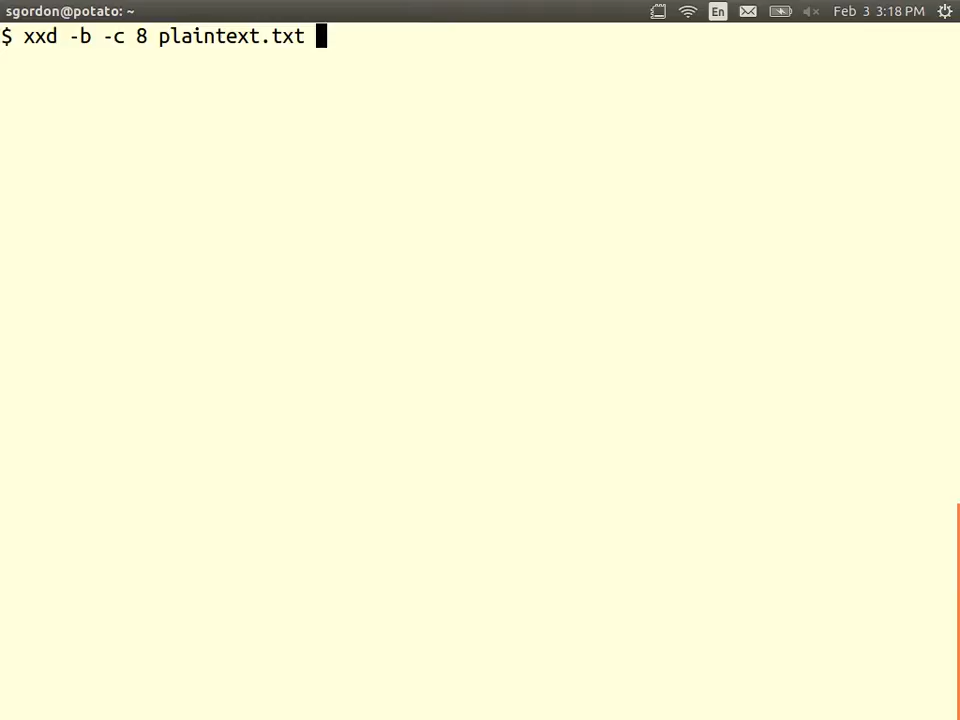 sgordon@potato: ~
En
Feb 3 3:18 PM
$ xxd -b -c 8 plaintext.txt